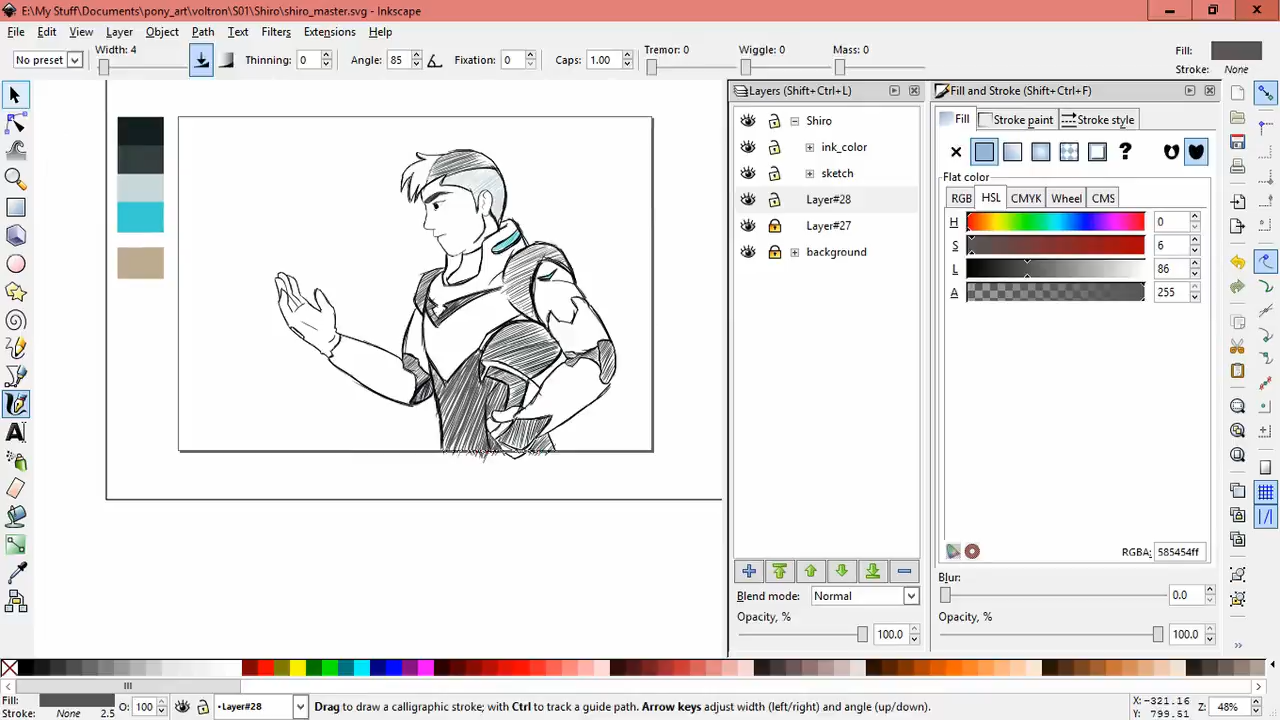 E:\My Stuff\Documents\pony_art\voltron\S01\Shiro\shiro_master.svg - Inkscape
File Edit View Layer Object Path Text Filters Extensions Help
No preset Width: 4 Thinning: 0 Angle: 85 Fixation: 0 Caps: 1.00 Tremor: 0 Wiggle: 0 Mass: 0 Fill:
Stroke: None
Layers (Shift+Ctrl+L) Fill and Stroke (Shift+Ctrl+F)
Shiro Fill Stroke paint Stroke style
ink_color ?
sketch Flat color
Layer#28 RGB HSL CMYK Wheel CMS
Layer#27 H 0
background S 6
L 86
A 255
RGBA: 585454ff
Blend mode: Normal Blur: 0.0
Opacity, % 100.0 Opacity, % 100.0
Fill: O: 100 Layer#28 Drag to draw a calligraphic stroke; with Ctrl to track a guide path. Arrow keys adjust width (left/right) and angle (up/down). X: -821.16 Z: 48%
Stroke: None 2.5 Y: 799.51